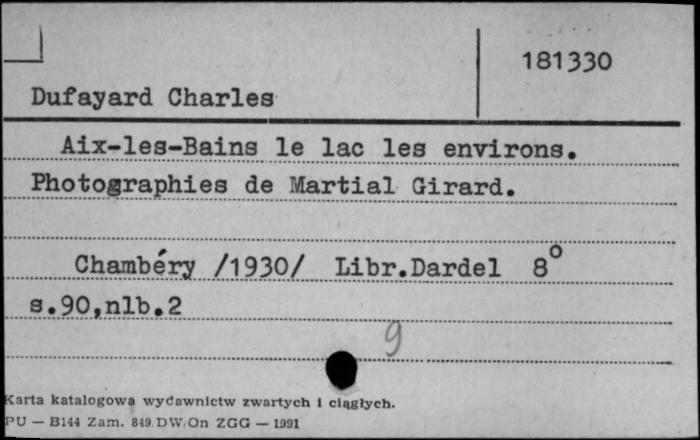 181330
Dufayard Charles
Aix-les-Bains le lac les environs.
Photographies de Martial Girard.
Chambéry /1930/ Libr.Dardel 8º
s.90,nlb.2
9
Karta katalogowa wydawnictw zwartych i ciągłych.
PU — B144 Zam. 849 DW/On ZGG — 1991